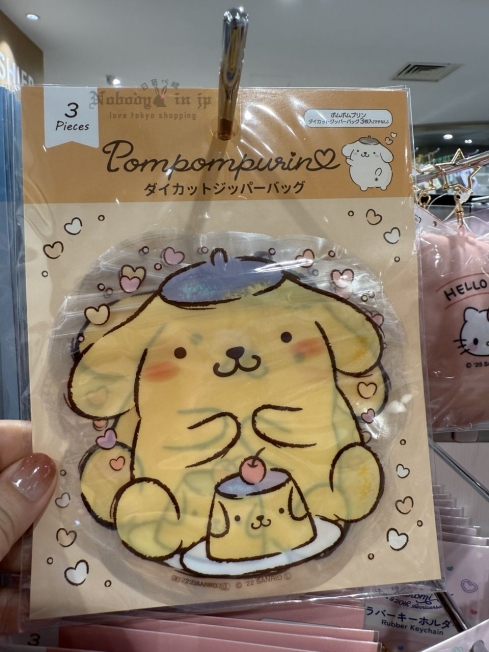 Nobody in jp
love tokyo shopping
3
Pieces
ポムポムプリン
ダイカットジッパーバッグ 3枚入
Pompompurin
ダイカットジッパーバッグ
HELLO
© '22 SANRIO
ラバーキーホルダ
Rubber Keychain
3